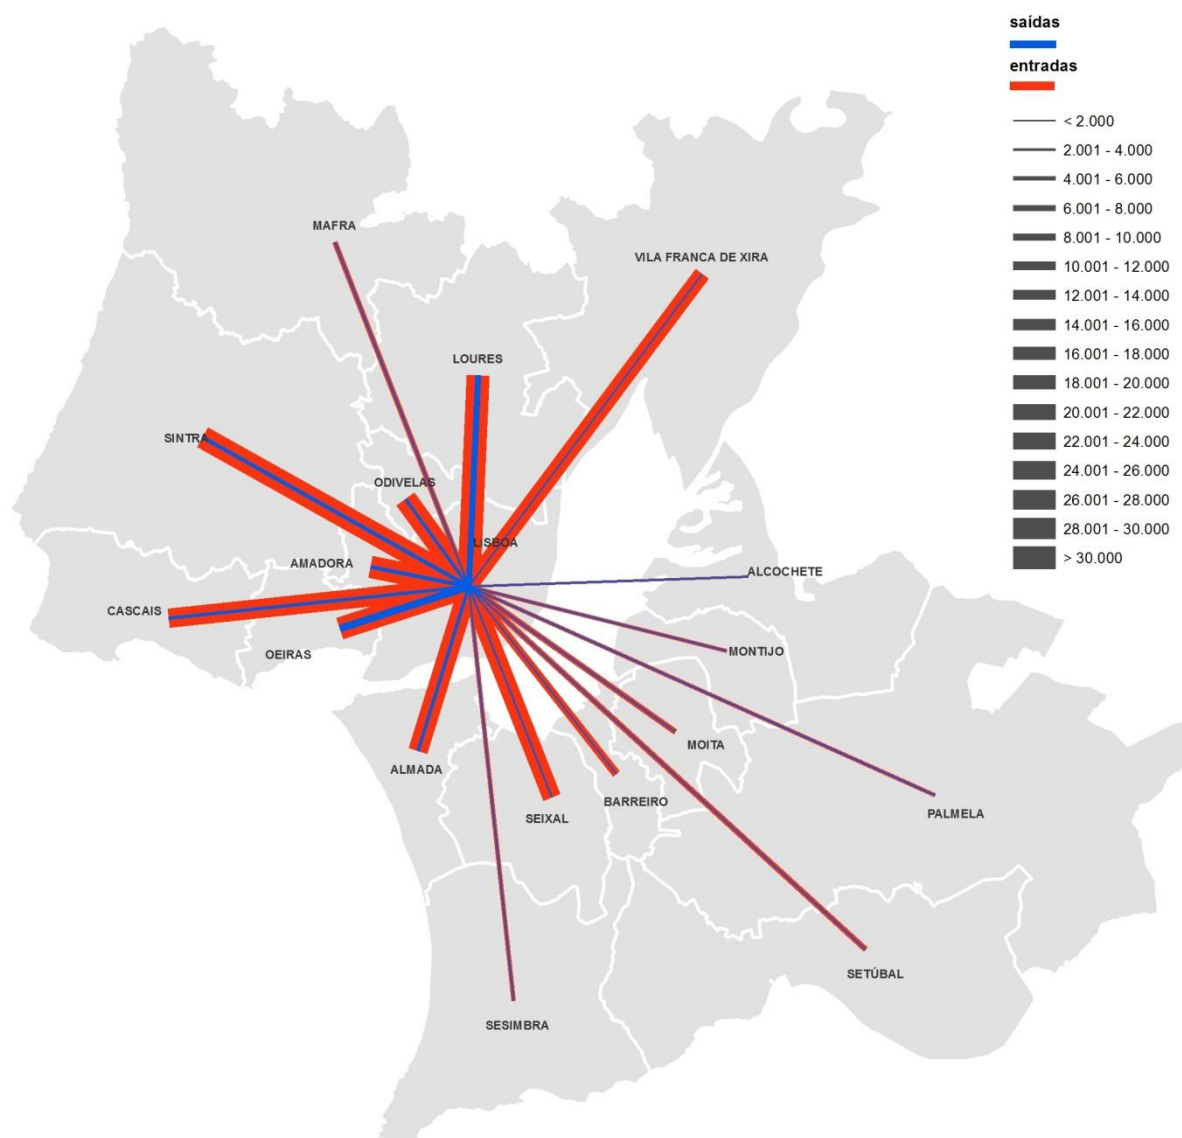 saídas
entradas
< 2.000
2.001 - 4.000
4.001 - 6.000
6.001 - 8.000
8.001 - 10.000
10.001 - 12.000
12.001 - 14.000
14.001 - 16.000
16.001 - 18.000
18.001 - 20.000
20.001 - 22.000
22.001 - 24.000
24.001 - 26.000
26.001 - 28.000
28.001 - 30.000
> 30.000
MAFRA
VILA FRANCA DE XIRA
LOURES
SINTRA
ODIVELAS
LISBOA
AMADORA
ALCOCHETE
CASCAIS
OEIRAS
MONTIJO
MOITA
ALMADA
BARREIRO
SEIXAL
PALMELA
SETÚBAL
SESIMBRA